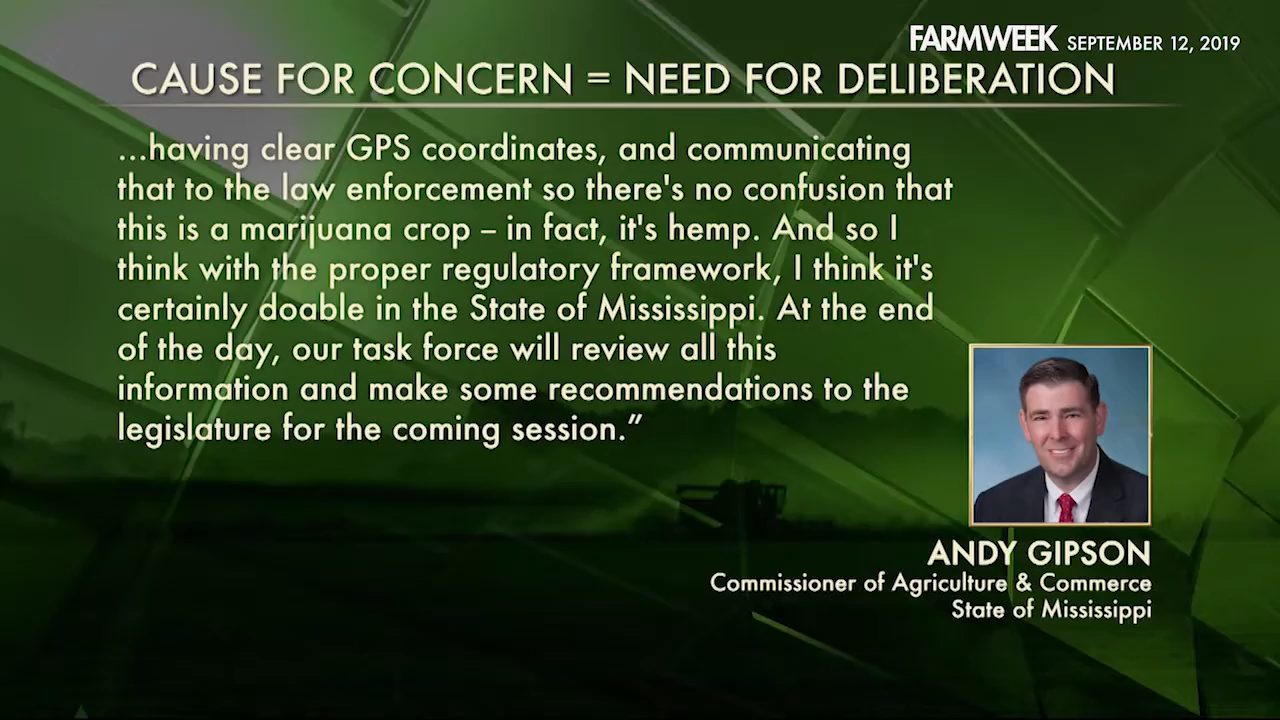 FARMWEEK SEPTEMBER 12, 2019
CAUSE FOR CONCERN = NEED FOR DELIBERATION
...having clear GPS coordinates, and communicating
that to the law enforcement so there's no confusion that
this is a marijuana crop – in fact, it's hemp. And so I
think with the proper regulatory framework, I think it's
certainly doable in the State of Mississippi. At the end
of the day, our task force will review all this
information and make some recommendations to the
legislature for the coming session.”
ANDY GIPSON
Commissioner of Agriculture & Commerce
State of Mississippi